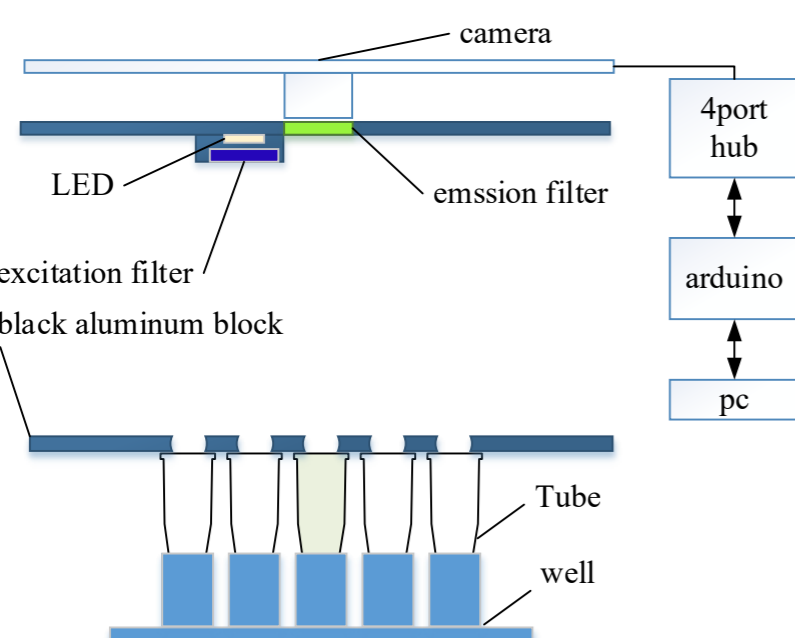 camera
4port
hub
LED
emssion filter
excitation filter
arduino
black aluminum block
pc
Tube
well